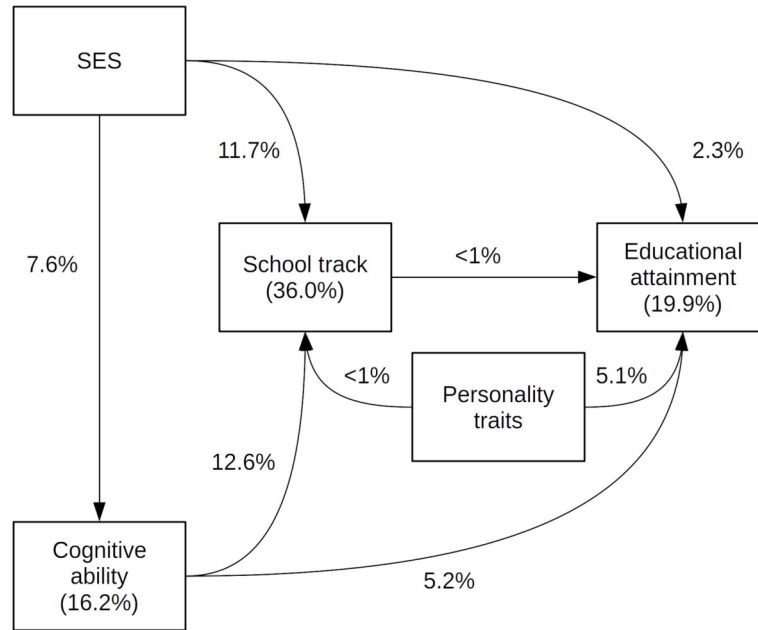 SES
11.7%
2.3%
7.6%
School track
(36.0%)
<1%
Educational
attainment
(19.9%)
<1%
Personality
traits
5.1%
12.6%
Cognitive
ability
(16.2%)
5.2%